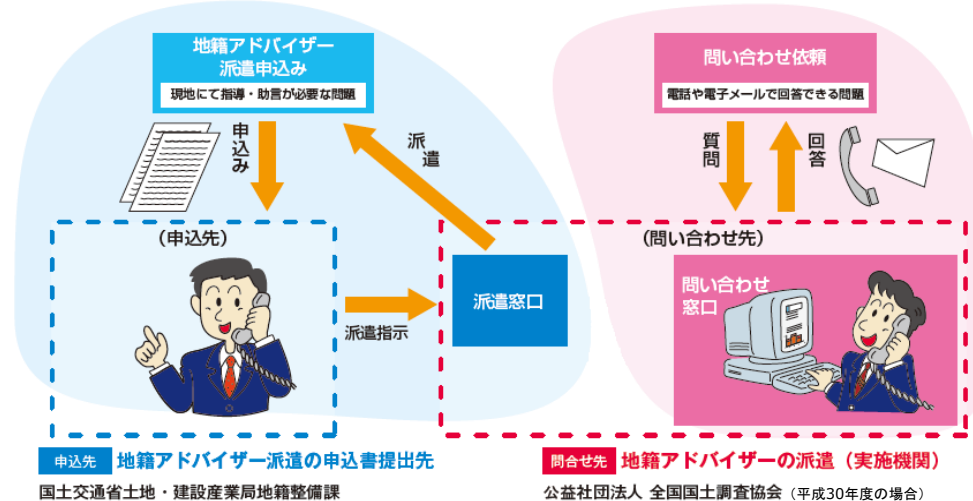 地籍アドバイザー
派遣申込み
現地にて指導・助言が必要な問題
申込み
派遣
(申込先)
派遣指示
派遣窓口
問い合わせ依頼
電話や電子メールで回答できる問題
質問
回答
(問い合わせ先)
問い合わせ
窓口
申込先 地籍アドバイザー派遣の申込書提出先
国土交通省土地・建設産業局地籍整備課
問合せ先 地籍アドバイザーの派遣（実施機関）
公益社団法人 全国国土調査協会（平成30年度の場合）